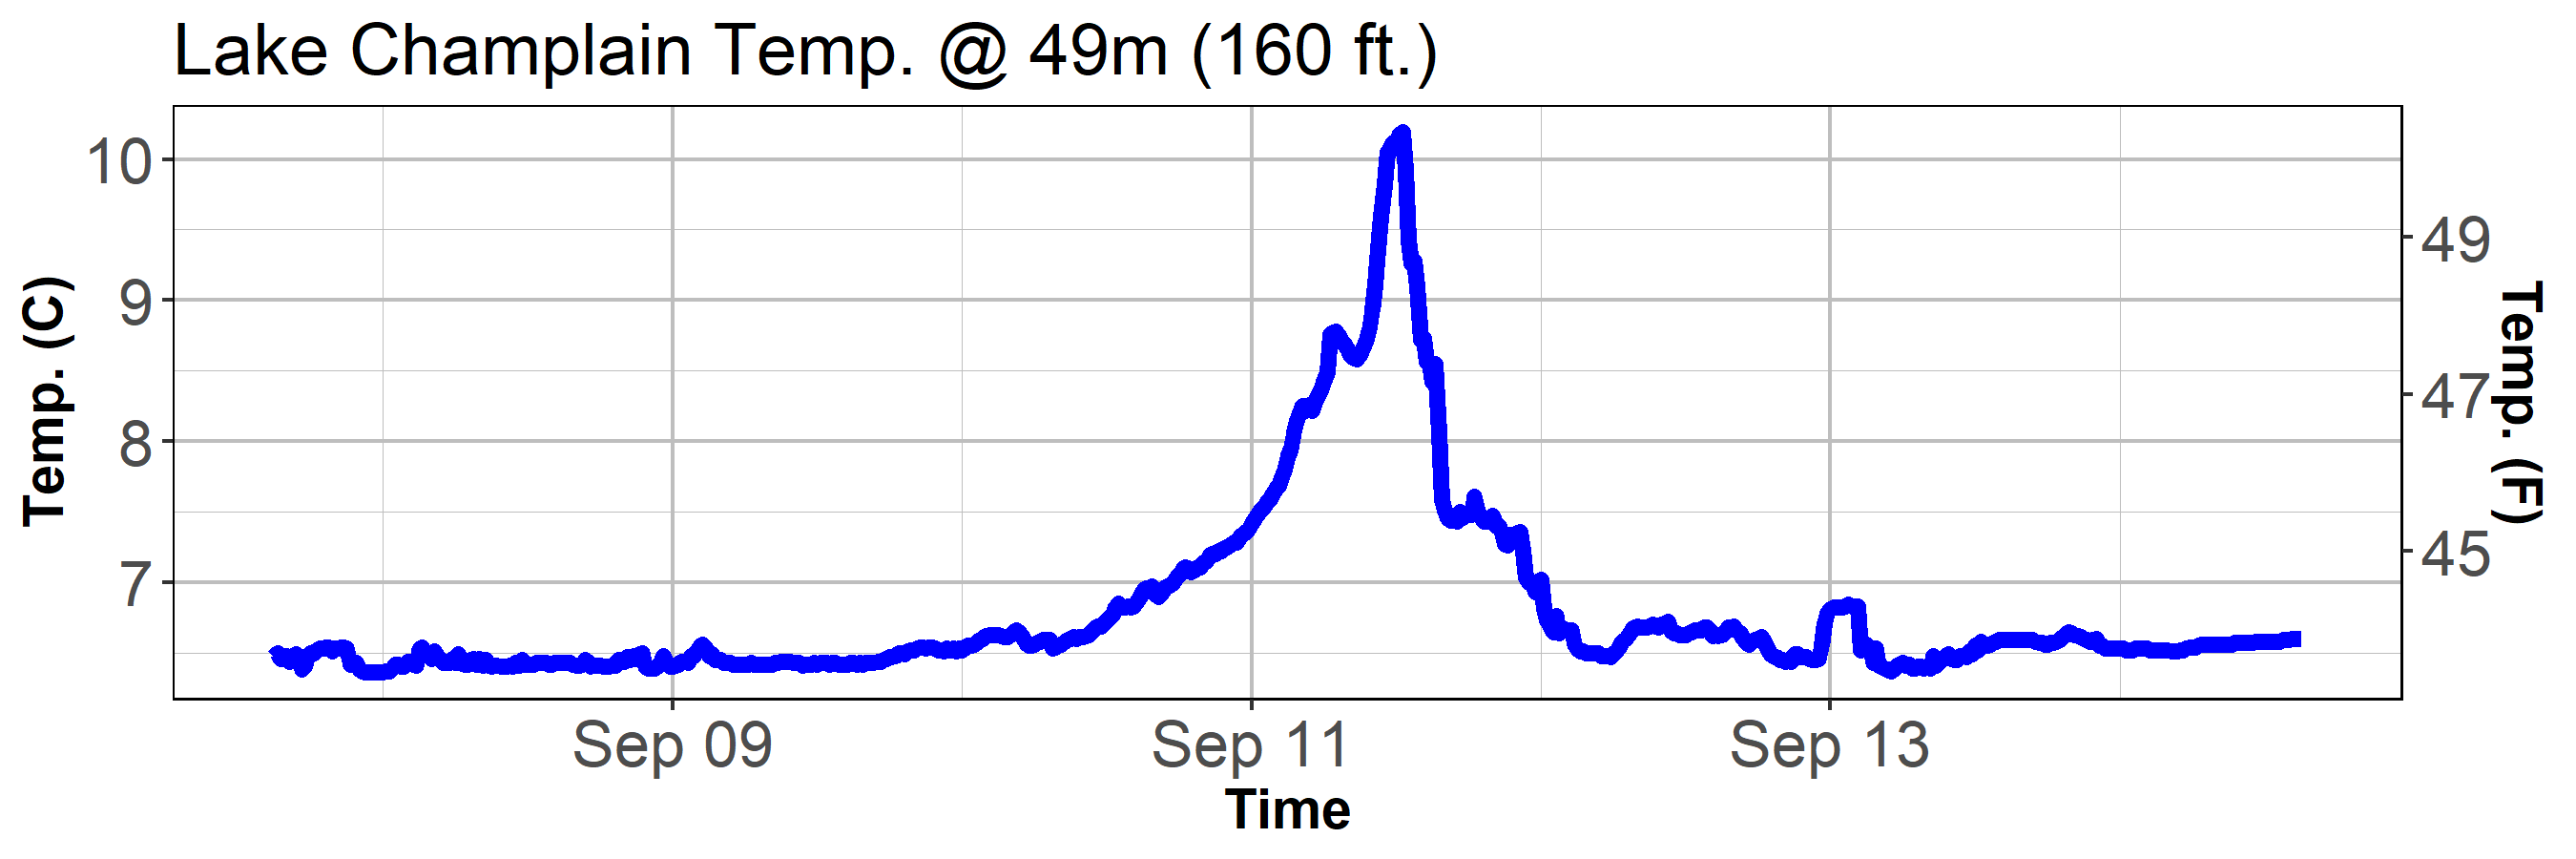 Lake Champlain Temp. @ 49m (160 ft.)
Temp. (C)
10
9
8
7
49
47
45
Temp. (F)
Sep 09
Sep 11
Sep 13
Time